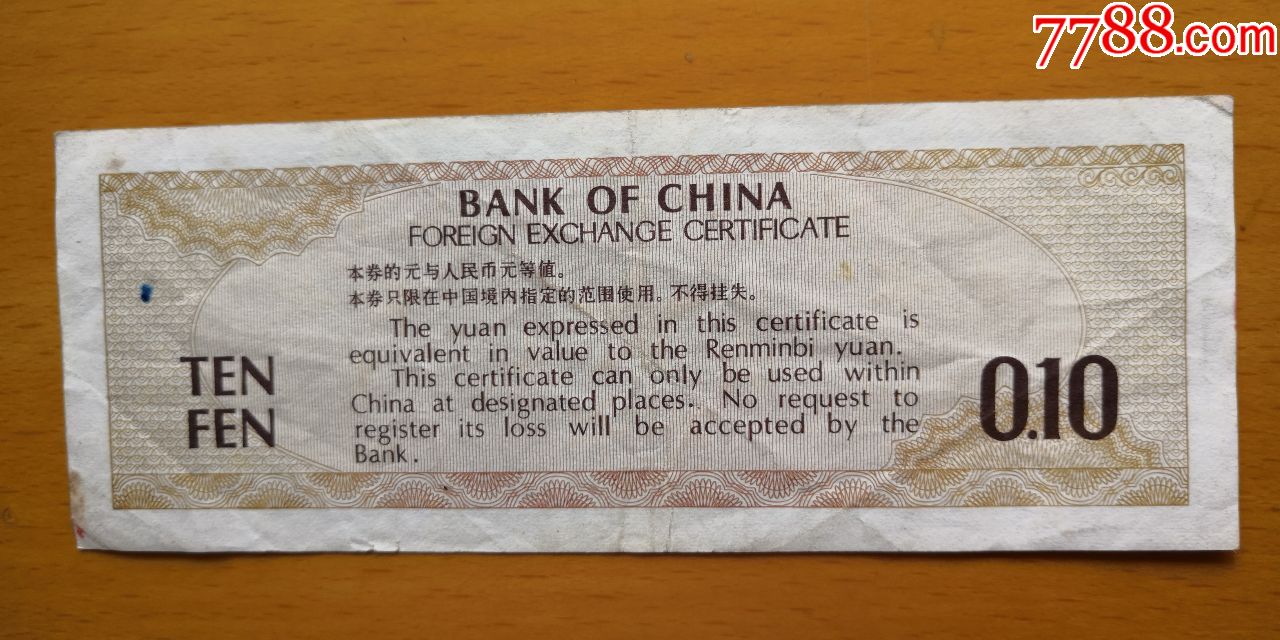 7788.com
BANK OF CHINA
FOREIGN EXCHANGE CERTIFICATE
本券的元与人民币元等值。
本券只限在中国境内指定的范围使用。不得挂失。
The yuan expressed in this certificate is
equivalent in value to the Renminbi yuan.
This certificate can only be used within
China at designated places. No request to
register its loss will be accepted by the
Bank.
TEN
FEN
0.10